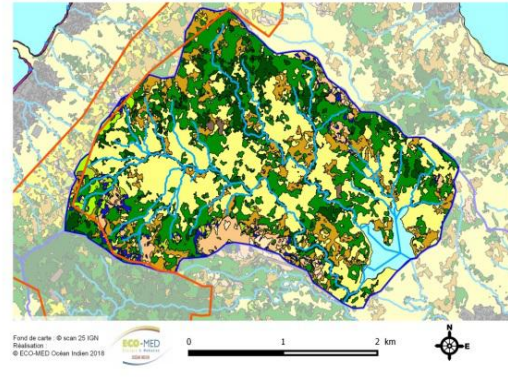 Fond de carte : © scan 25 IGN
Réalisation :
© ECO-MED Océan Indien 2018
ECO-MED
0 1 2 km
N
E